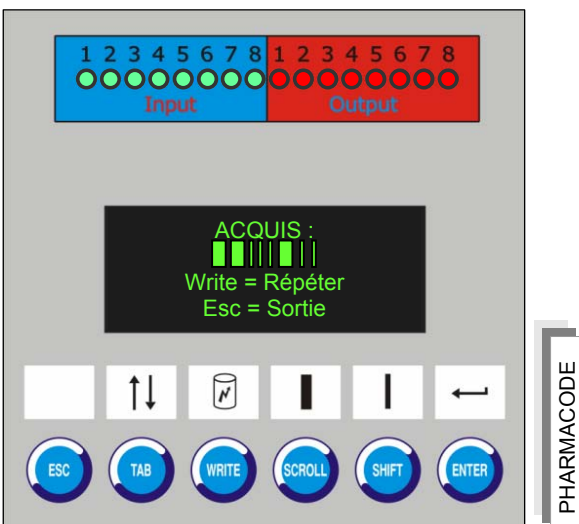 1 2 3 4 5 6 7 8 1 2 3 4 5 6 7 8
Input Output
ACQUIS :
Write = Répéter
Esc = Sortie
ESC TAB WRITE SCROLL SHIFT ENTER
PHARMACODE